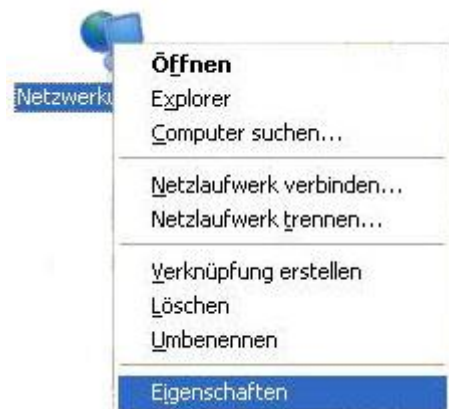 Netzwerku
Öffnen
Explorer
Computer suchen...
Netzlaufwerk verbinden...
Netzlaufwerk trennen...
Verknüpfung erstellen
Löschen
Umbenennen
Eigenschaften